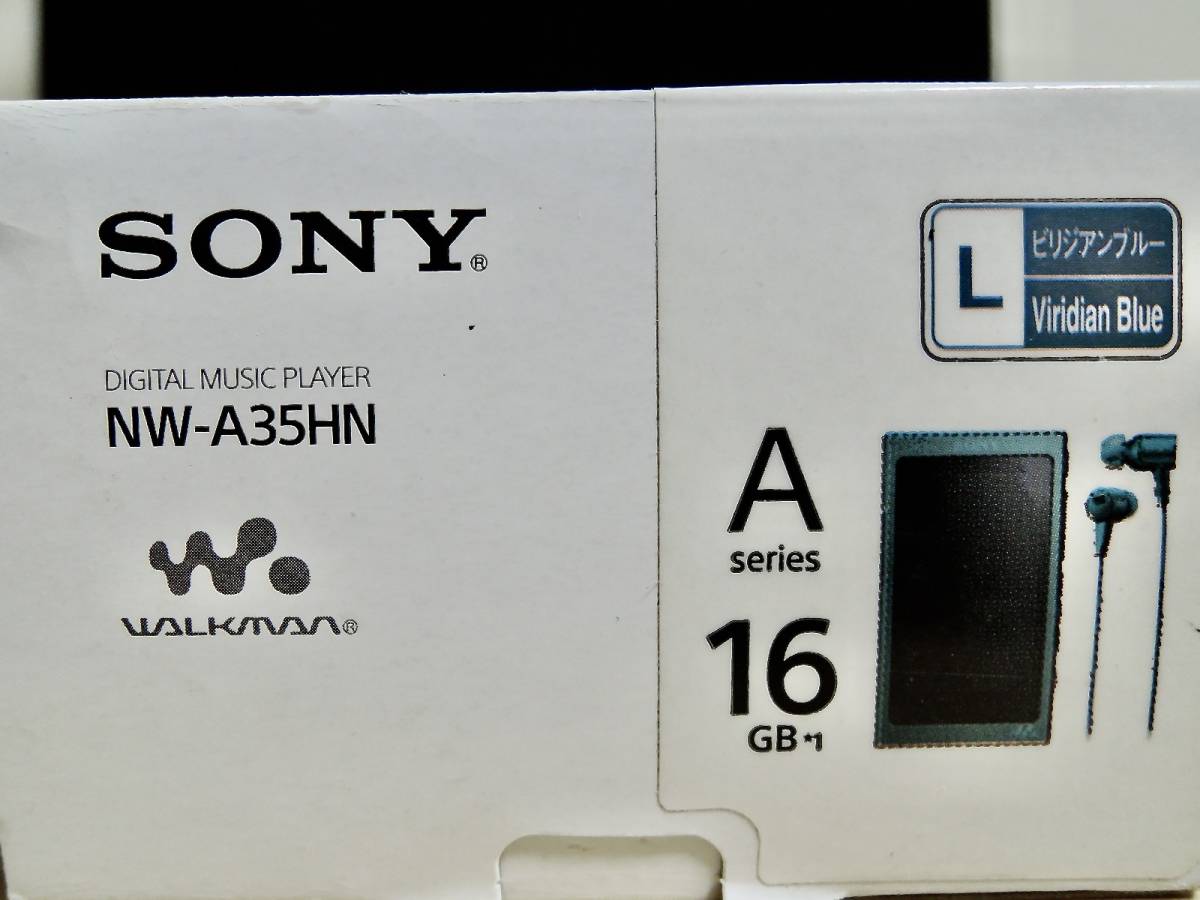 SONY®
DIGITAL MUSIC PLAYER
NW-A35HN
WALKMAN®
L
ビリジアンブルー
Viridian Blue
A
series
16
GB *1